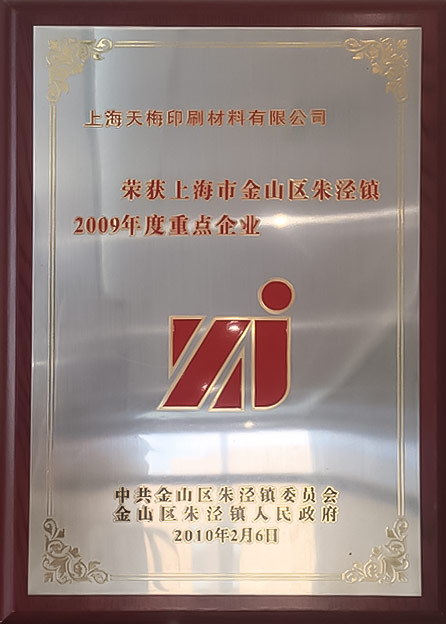 上海天梅印刷材料有限公司
荣获上海市金山区朱泾镇
2009年度重点企业
中共金山区朱泾镇委员会
金山区朱泾镇人民政府
2010年2月6日